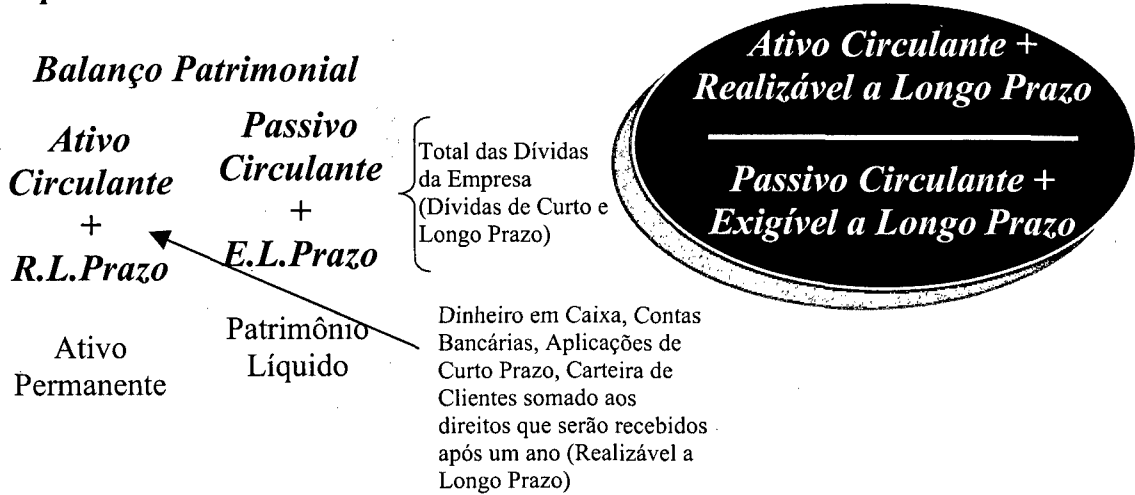 Balanço Patrimonial
Ativo
Circulante
+
R.L.Prazo
Passivo
Circulante
+
E.L.Prazo
Total das Dívidas
da Empresa
(Dívidas de Curto e
Longo Prazo)
Ativo Circulante +
Realizável a Longo Prazo
Passivo Circulante +
Exigível a Longo Prazo
Ativo
Permanente
Patrimônio
Líquido
Dinheiro em Caixa, Contas
Bancárias, Aplicações de
Curto Prazo, Carteira de
Clientes somado aos
direitos que serão recebidos
após um ano (Realizável a
Longo Prazo)